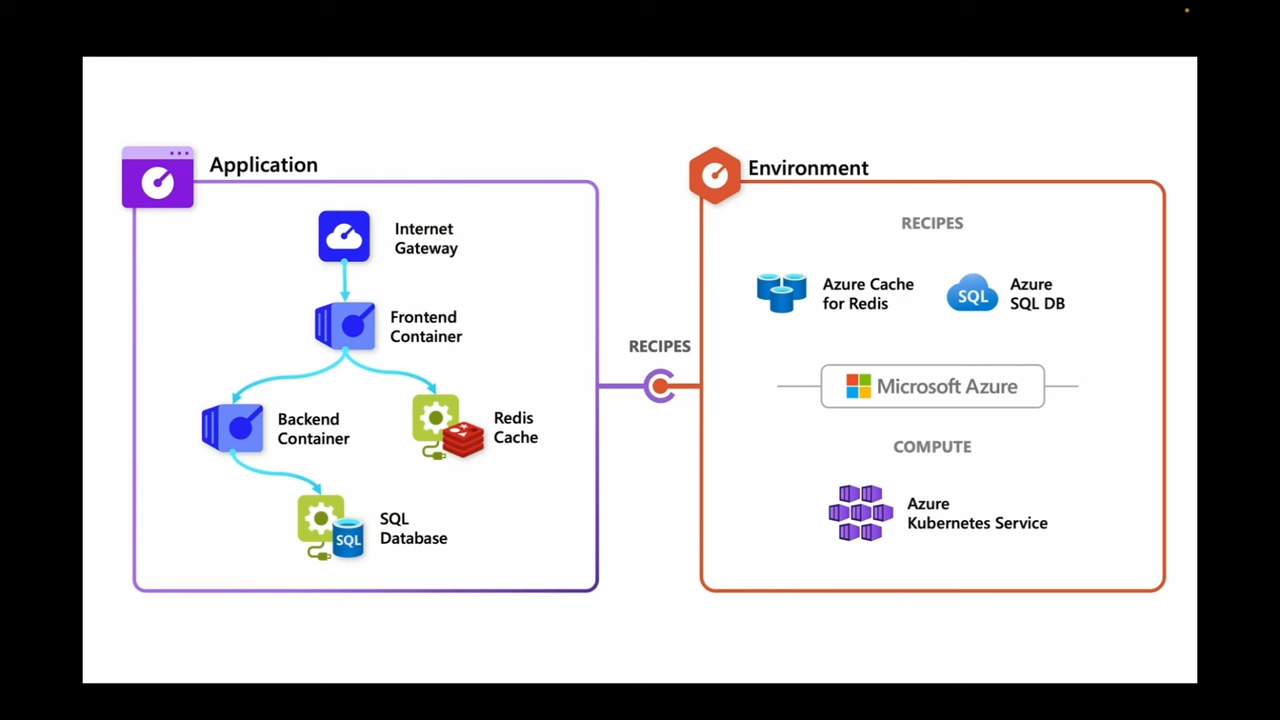 Application
Internet
Gateway
Frontend
Container
Backend
Container
Redis
Cache
SQL
SQL
Database
RECIPES
Environment
RECIPES
Azure Cache
for Redis
SQL
Azure
SQL DB
Microsoft Azure
COMPUTE
Azure
Kubernetes Service